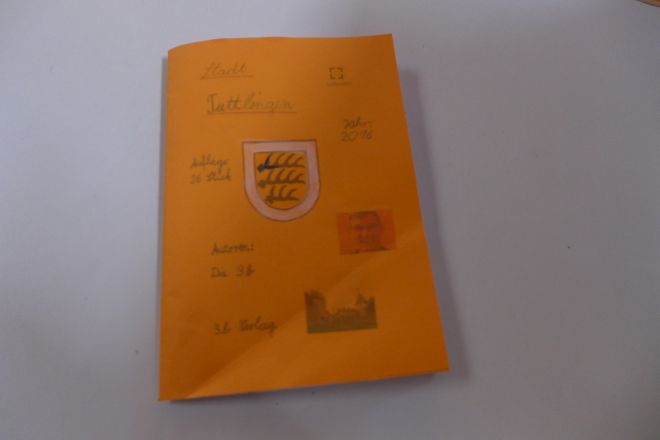 Stadt
Tuttlingen
Jahr:
2016
Auflage:
26 Stück
Autoren:
Die 3b
3b Verlag